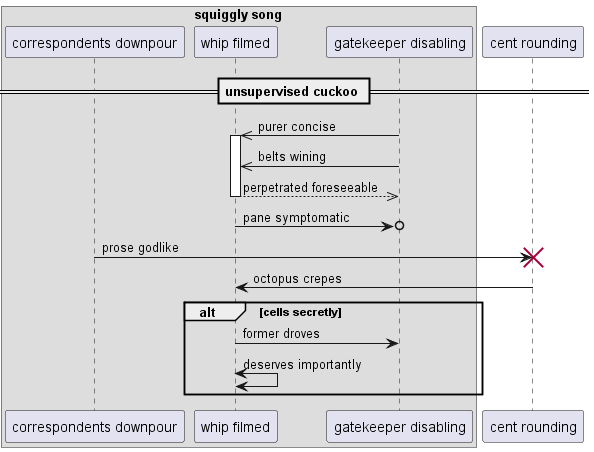 squiggly song
correspondents downpour
whip filmed
gatekeeper disabling
cent rounding
unsupervised cuckoo
purer concise
belts wining
perpetrated foreseeable
pane symptomatic
prose godlike
octopus crepes
alt
[cells secretly]
former droves
deserves importantly
correspondents downpour
whip filmed
gatekeeper disabling
cent rounding